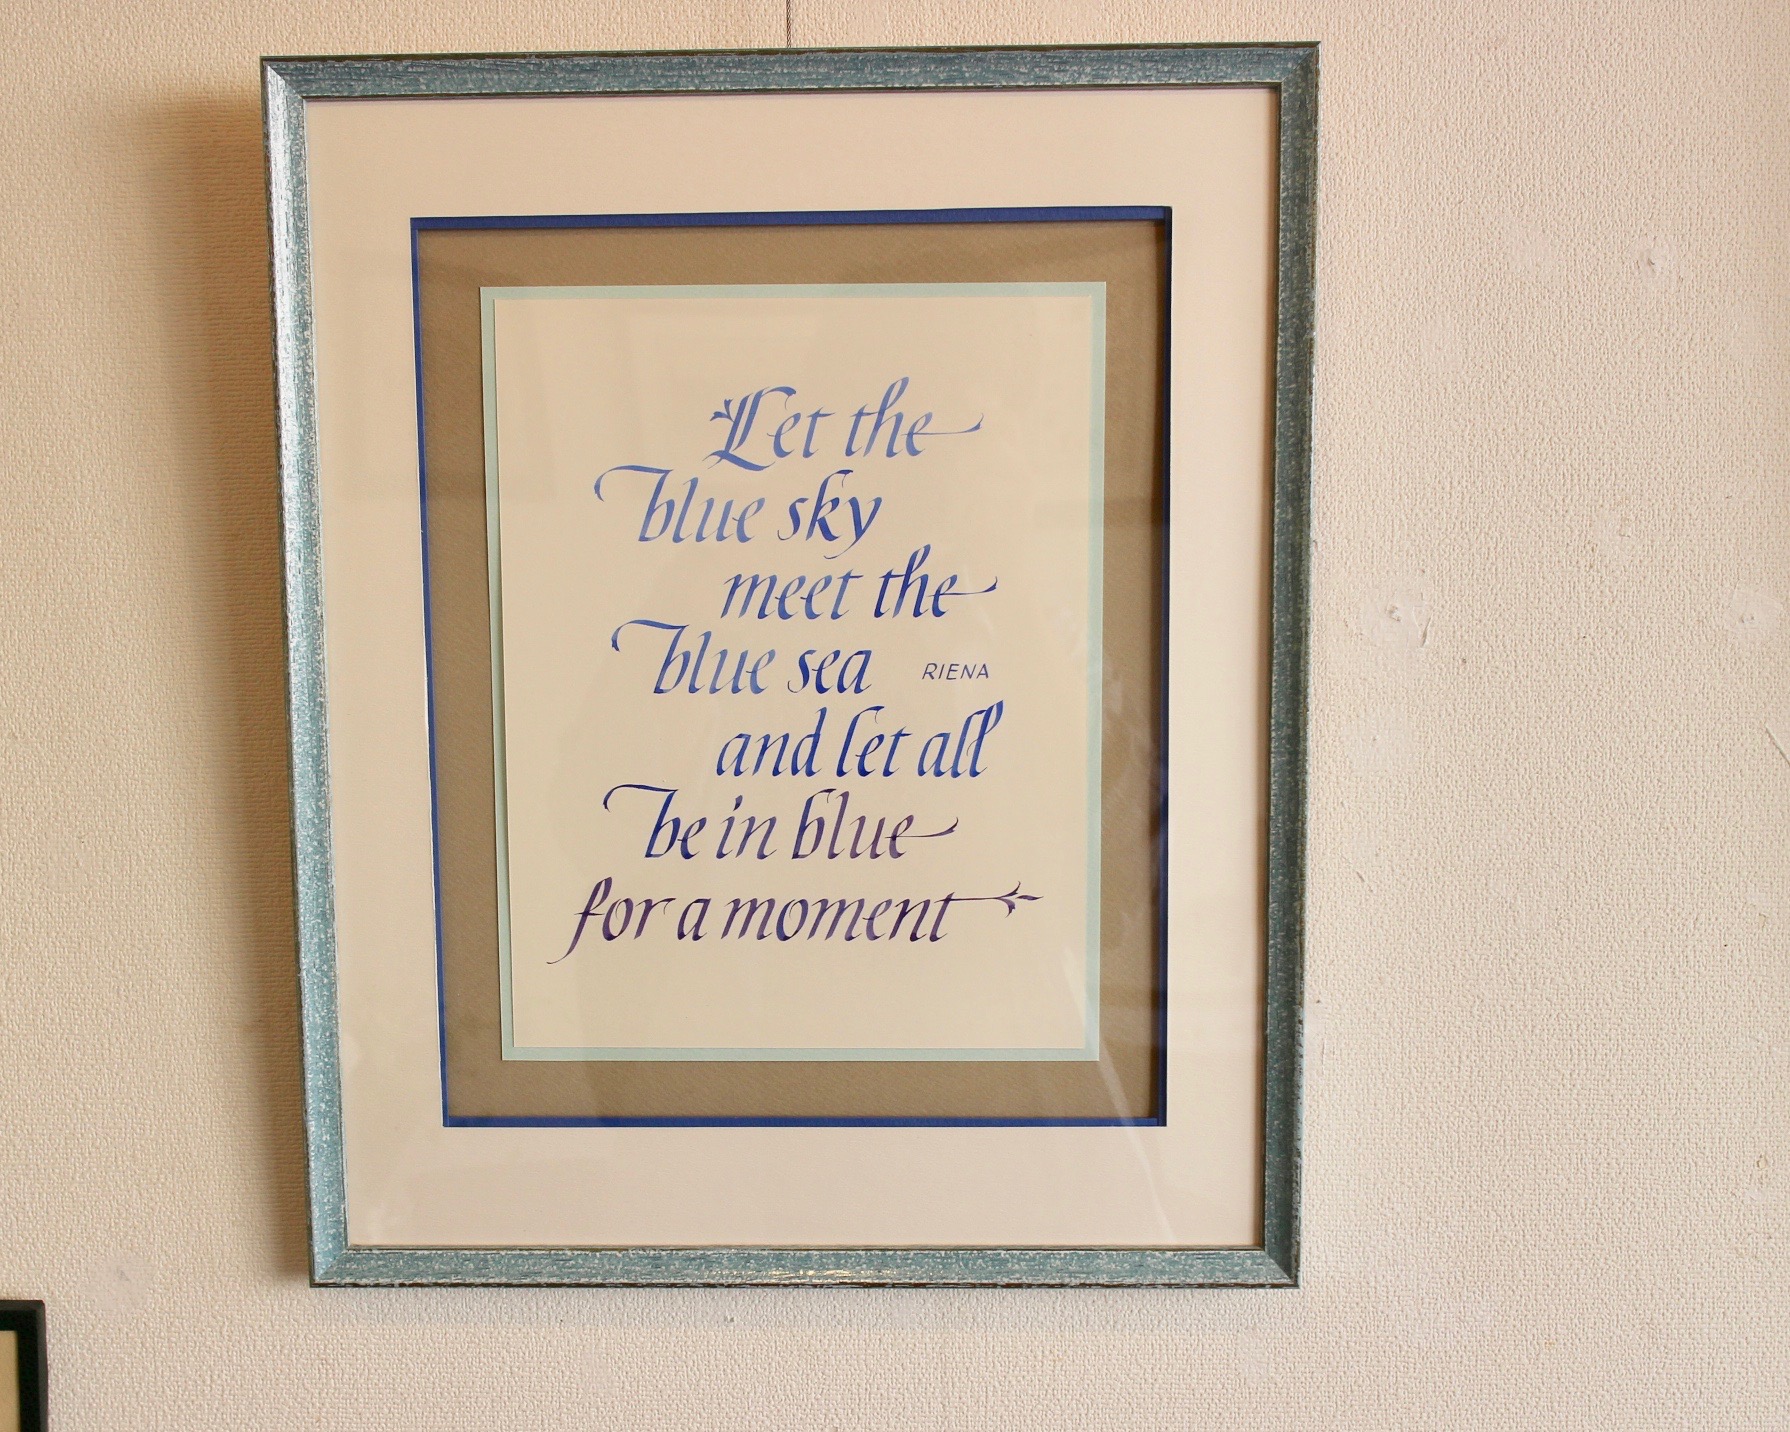 Let the
blue sky
meet the
blue sea RIENA
and let all
be in blue
for a moment